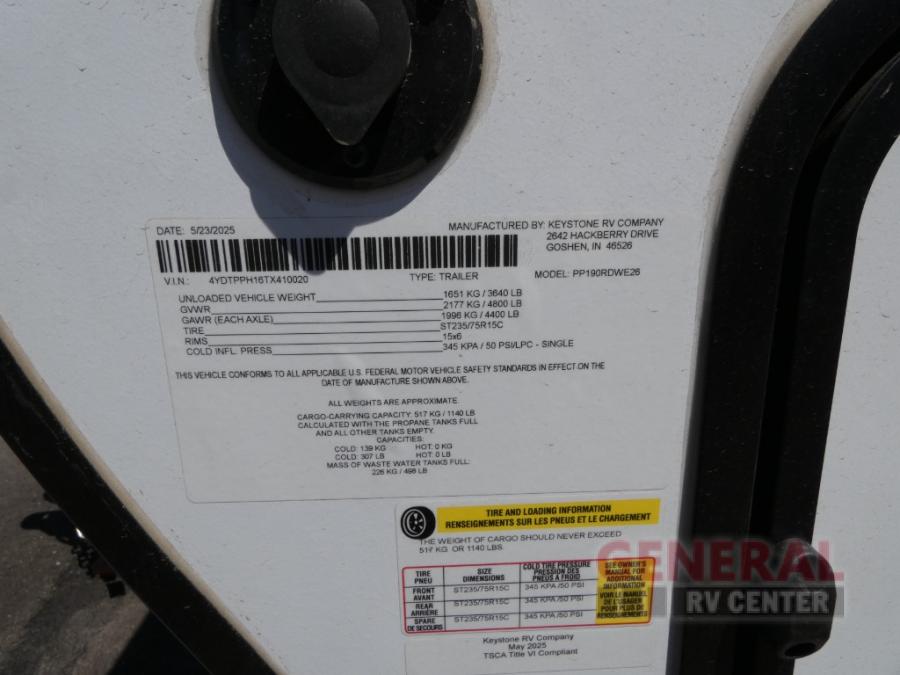 DATE: 5/23/2025
MANUFACTURED BY: KEYSTONE RV COMPANY
2642 HACKBERRY DRIVE
GOSHEN, IN 46526
V.I.N.: 4YDTPPH16TX410020 TYPE: TRAILER MODEL: PP190RDWE26
UNLOADED VEHICLE WEIGHT 1651 KG / 3640 LB
GVWR 2177 KG / 4800 LB
GAWR (EACH AXLE) 1996 KG / 4400 LB
TIRE ST235/75R15C
RIMS 15x6
COLD INFL. PRESS 345 KPA / 50 PSI/LPC - SINGLE
THIS VEHICLE CONFORMS TO ALL APPLICABLE U.S. FEDERAL MOTOR VEHICLE SAFETY STANDARDS IN EFFECT ON THE
DATE OF MANUFACTURE SHOWN ABOVE.
ALL WEIGHTS ARE APPROXIMATE.
CARGO-CARRYING CAPACITY: 517 KG / 1140 LB
CALCULATED WITH THE PROPANE TANKS FULL
AND ALL OTHER TANKS EMPTY.
CAPACITIES:
COLD: 139 KG HOT: 0 KG
COLD: 307 LB HOT: 0 LB
MASS OF WASTE WATER TANKS FULL:
226 KG / 498 LB
TIRE AND LOADING INFORMATION
RENSEIGNEMENTS SUR LES PNEUS ET LE CHARGEMENT
THE WEIGHT OF CARGO SHOULD NEVER EXCEED
517 KG OR 1140 LBS.
TIRE
PNEU
SIZE
DIMENSIONS
COLD TIRE PRESSURE
PRESSION DES
PNEUS A FROID
SEE OWNER'S
MANUAL FOR
ADDITIONAL
INFORMATION
VOIR LE MANUEL
DE L'USAGER
POUR PLUS DE
RENSEIGNEMENTS
FRONT
AVANT
ST235/75R15C
345 KPA /50 PSI
REAR
ARRIÈRE
ST235/75R15C
345 KPA /50 PSI
SPARE
DE SECOURS
ST235/75R15C
345 KPA /50 PSI
Keystone RV Company
May 2025
TSCA Title VI Compliant
GENERAL
RV CENTER